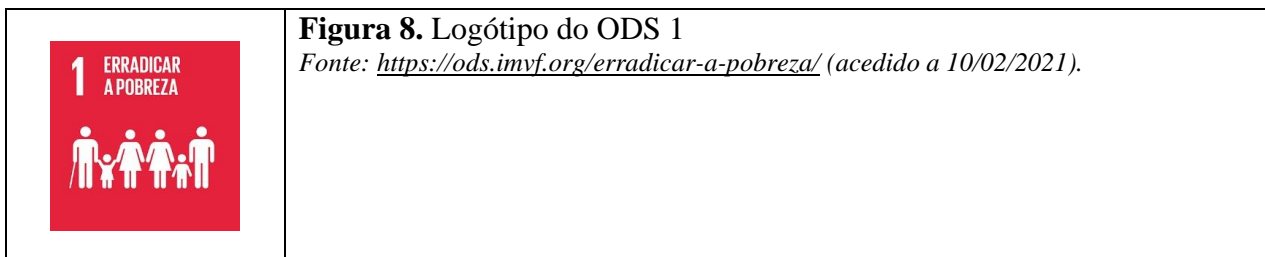 1 ERRADICAR
A POBREZA
Figura 8. Logótipo do ODS 1
Fonte: https://ods.imvf.org/erradicar-a-pobreza/ (acedido a 10/02/2021).